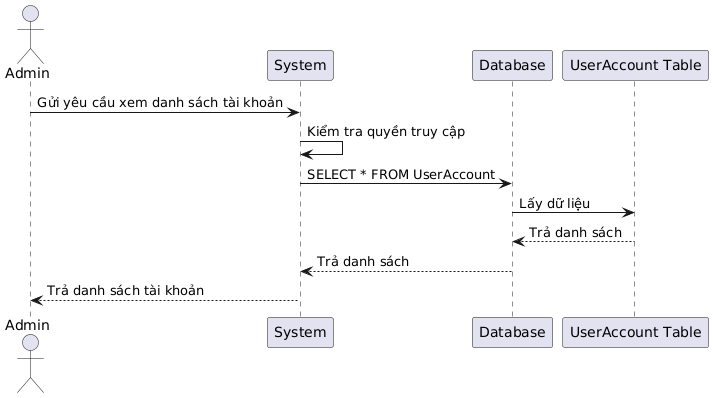 Admin
System
Database
UserAccount Table
Gửi yêu cầu xem danh sách tài khoản
Kiểm tra quyền truy cập
SELECT * FROM UserAccount
Lấy dữ liệu
Trả danh sách
Trả danh sách
Trả danh sách tài khoản
Admin
System
Database
UserAccount Table